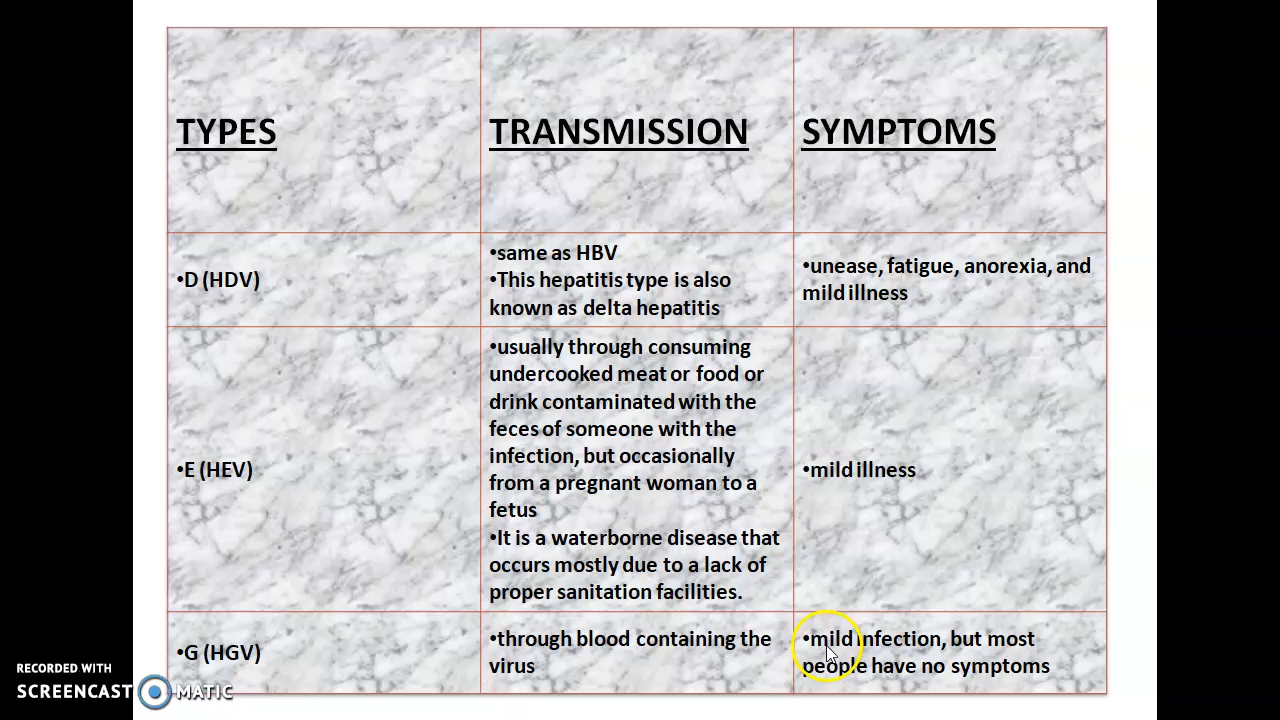 TYPES
TRANSMISSION
SYMPTOMS
•D (HDV)
•same as HBV
•This hepatitis type is also
known as delta hepatitis
•unease, fatigue, anorexia, and
mild illness
•E (HEV)
•usually through consuming
undercooked meat or food or
drink contaminated with the
feces of someone with the
infection, but occasionally
from a pregnant woman to a
fetus
•It is a waterborne disease that
occurs mostly due to a lack of
proper sanitation facilities.
•mild illness
•G (HGV)
•through blood containing the
virus
•mild infection, but most
people have no symptoms
RECORDED WITH
SCREENCAST MATIC